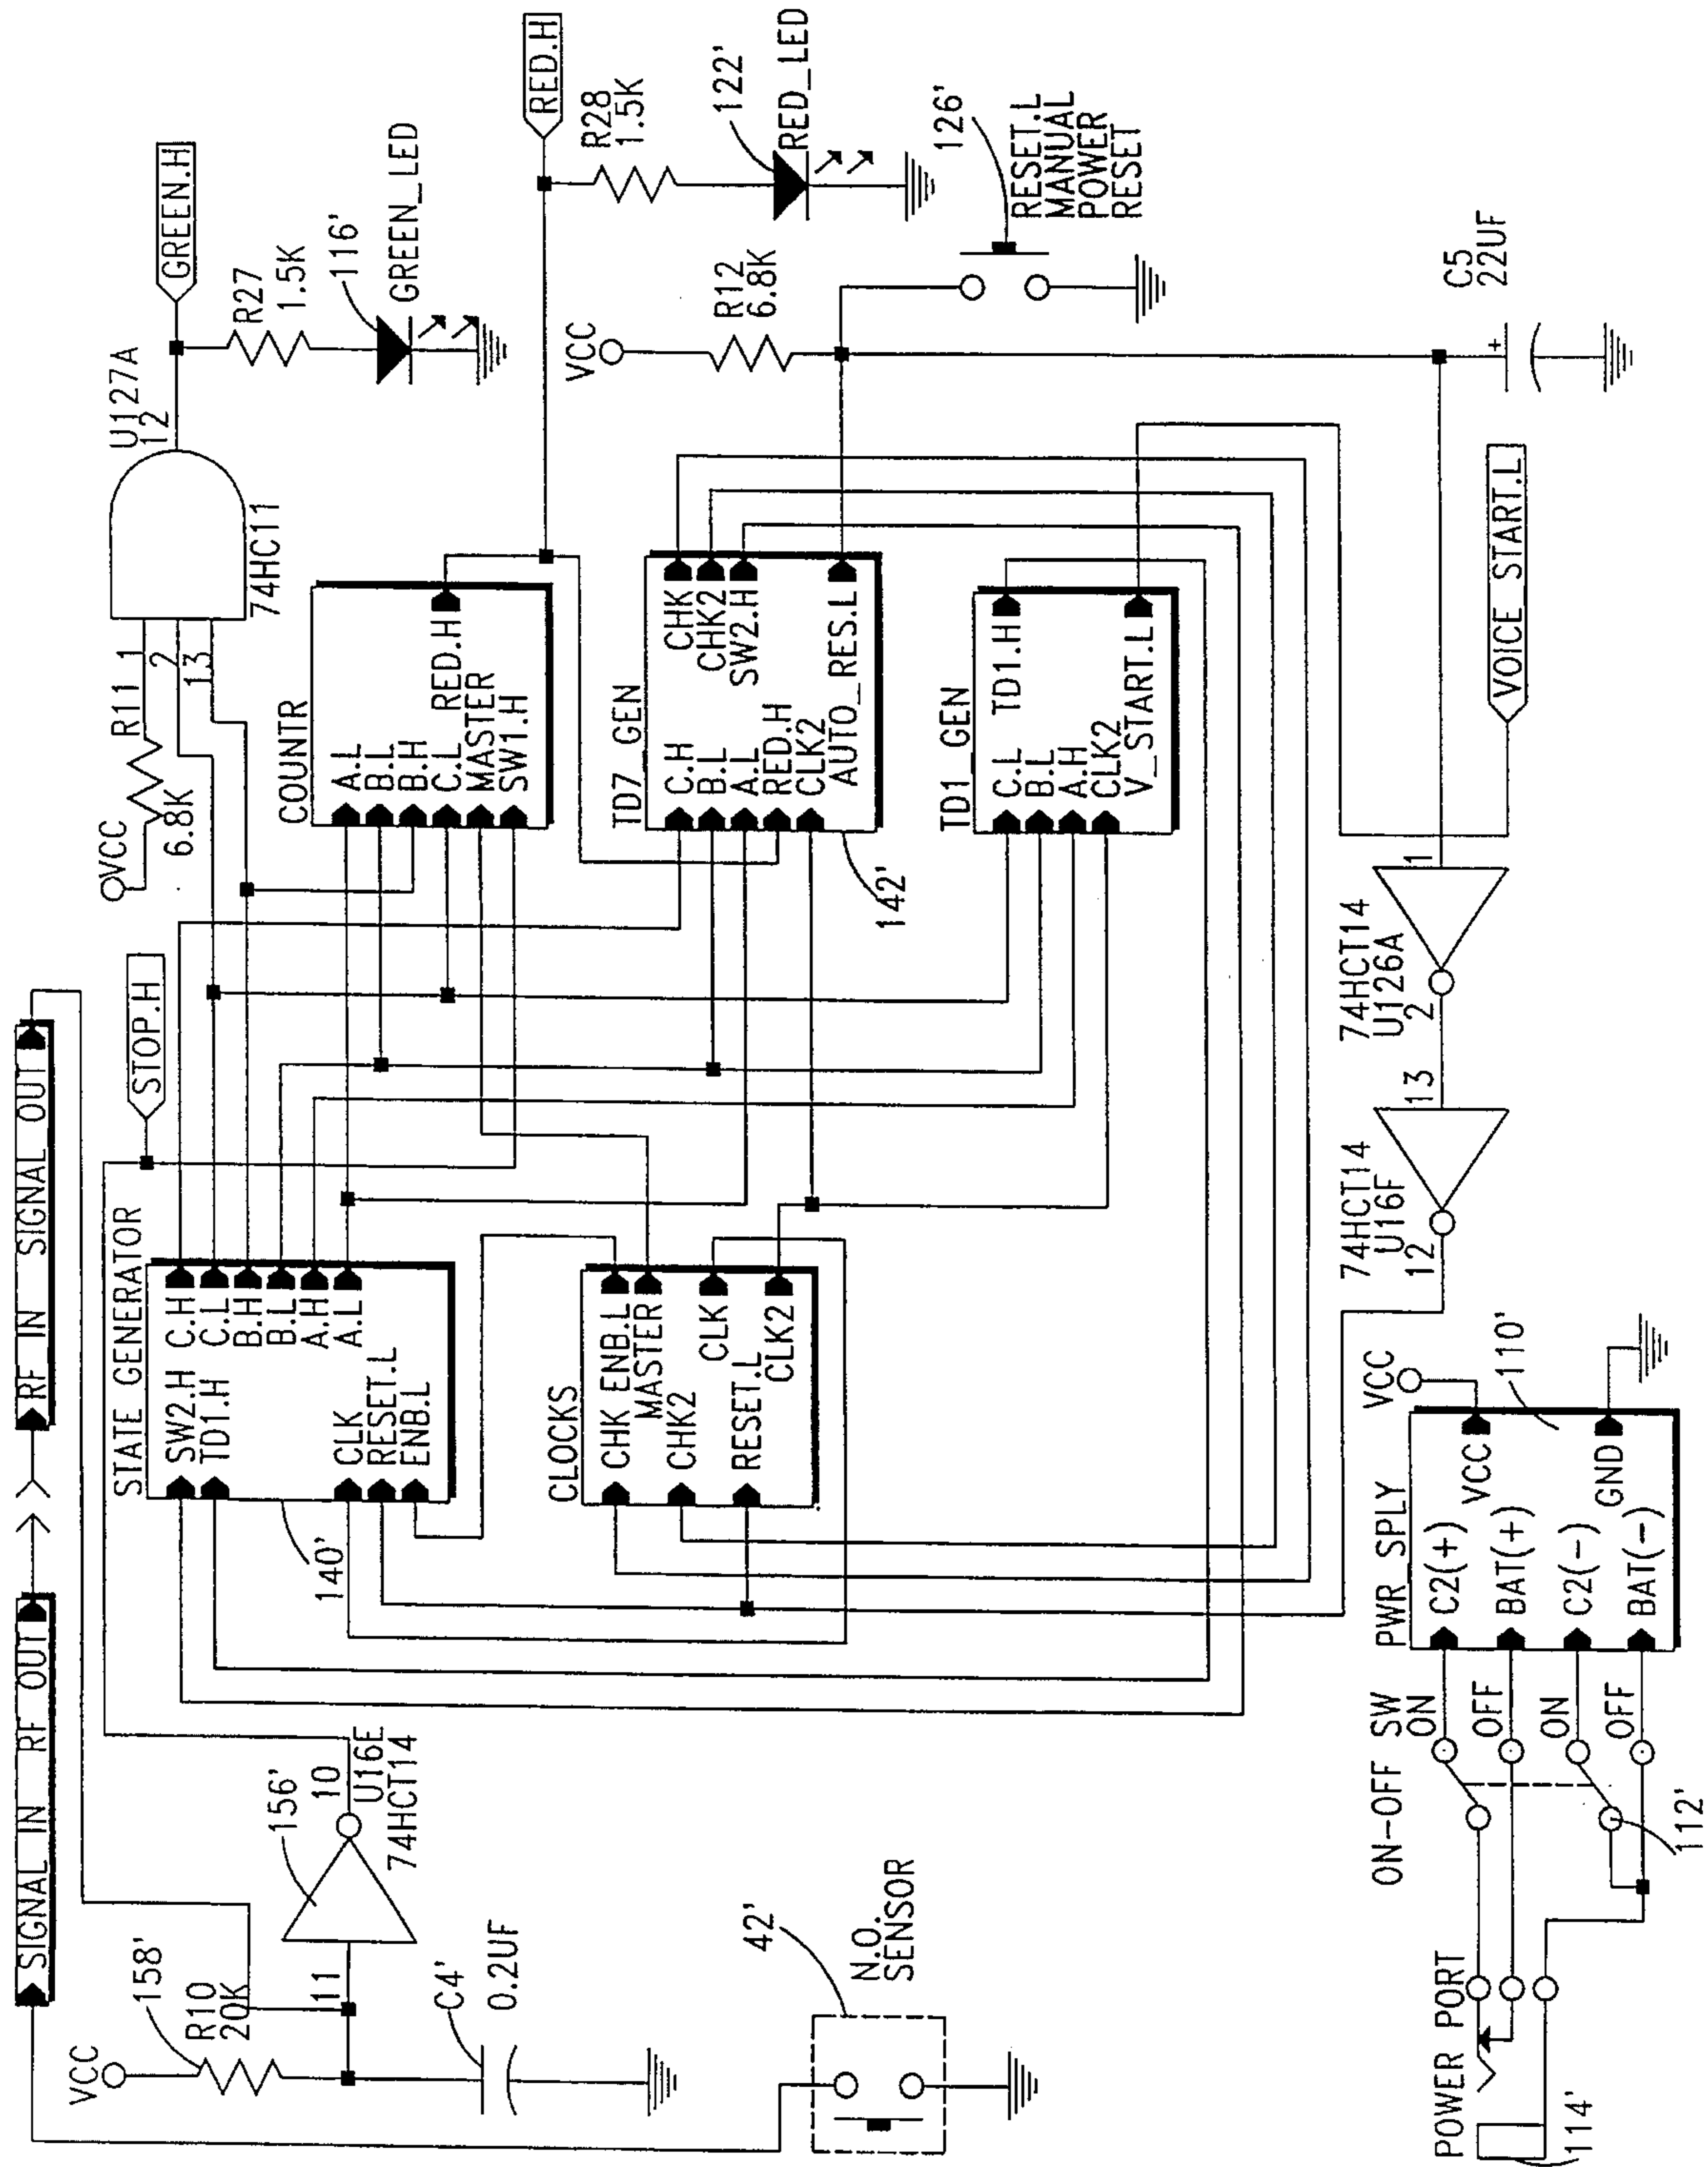 SIGNAL IN RF OUT
RF IN SIGNAL OUT
VCC
158'
R10
20K
11
156'
10
U16E
74HCT14
C4'
0.2UF
42'
N.O.
SENSOR
STOP.H
STATE GENERATOR
SW2.H
TD1.H
CLK
RESET.L
ENB.L
C.H
C.L
B.H
B.L
A.H
A.L
140'
CLOCKS
CHK
CHK2
RESET.L
ENB.L
MASTER
CLK
CLK2
VCC
R11
6.8K
1
2
13
U127A
12
74HC11
GREEN.H
R27
1.5K
116'
GREEN_LED
COUNTR
A.L
B.L
B.H
C.L
MASTER
SW1.H
RED.H
RED.H
R28
1.5K
122'
RED_LED
TD7_GEN
C.H
B.L
A.L
RED.H
CLK2
CHK
CHK2
SW2.H
AUTO_RES.L
142'
VCC
R12
6.8K
126'
RESET.L
MANUAL
POWER
RESET
TD1_GEN
C.L
B.L
A.H
CLK2
TD1.H
V_START.L
C5
22UF
+
VOICE_START.L
74HCT14
U126A
1
2
74HCT14
U16F
13
12
POWER PORT
114'
ON-OFF SW
ON
OFF
ON
OFF
112'
PWR_SPLY
C2(+)
BAT(+)
C2(-)
BAT(-)
VCC
GND
VCC
110'